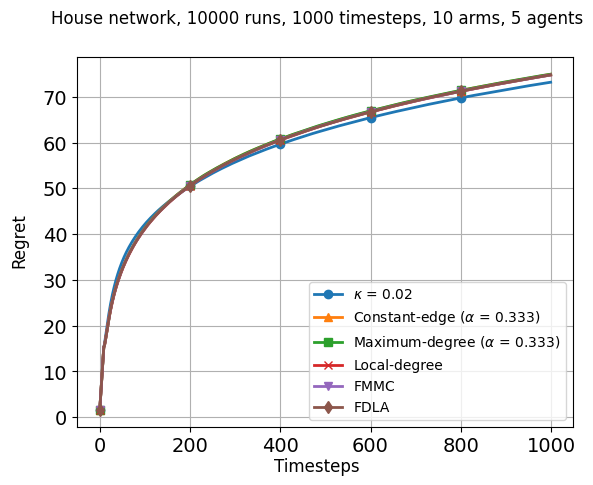 House network, 10000 runs, 1000 timesteps, 10 arms, 5 agents
70
60
50
40
30
20
10
0
Regret
κ = 0.02
Constant-edge (α = 0.333)
Maximum-degree (α = 0.333)
Local-degree
FMMC
FDLA
0 200 400 600 800 1000
Timesteps